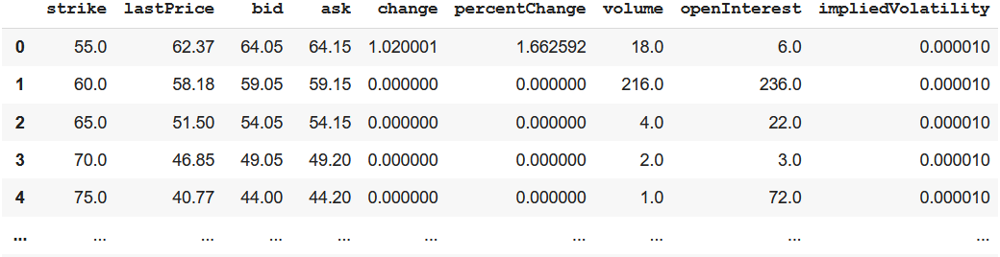 strike lastPrice bid ask change percentChange volume openInterest impliedVolatility
0 55.0 62.37 64.05 64.15 1.020001 1.662592 18.0 6.0 0.000010
1 60.0 58.18 59.05 59.15 0.000000 0.000000 216.0 236.0 0.000010
2 65.0 51.50 54.05 54.15 0.000000 0.000000 4.0 22.0 0.000010
3 70.0 46.85 49.05 49.20 0.000000 0.000000 2.0 3.0 0.000010
4 75.0 40.77 44.00 44.20 0.000000 0.000000 1.0 72.0 0.000010
... ... ... ... ... ... ... ... ... ...